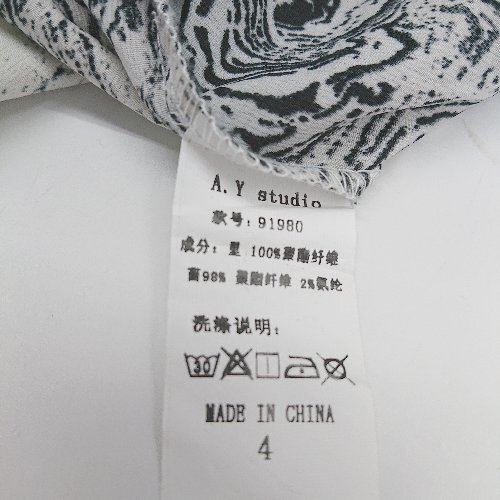 A.Y studio
款号:91980
成分: 里 100%聚酯纤维
面98% 聚酯纤维 2%氨纶
洗涤说明:
30
MADE IN CHINA
4